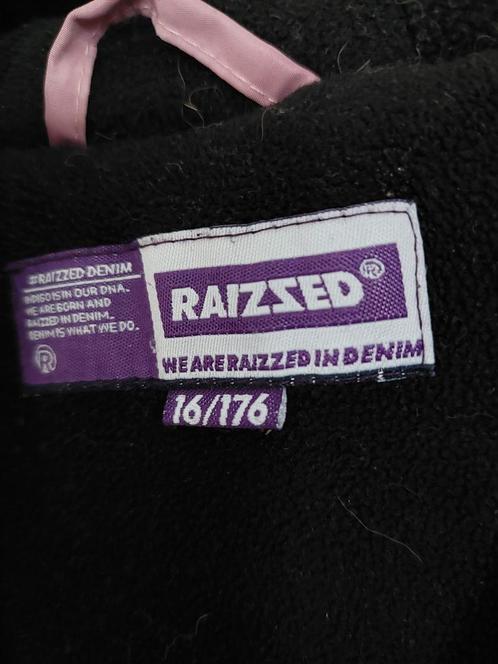 #RAIZZED-DENIM
INDIGO IS IN OUR DNA.
WE ARE BORN AND
RAIZZED IN DENIM.
DENIM IS WHAT WE DO.
®
RAIZZED®
WE ARE RAIZZED IN DENIM
16/176